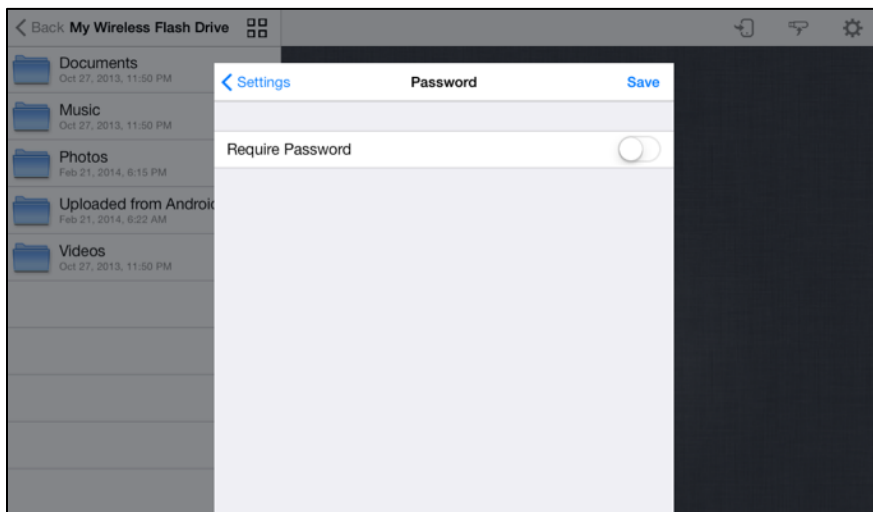 Back My Wireless Flash Drive
Documents
Oct 27, 2013, 11:50 PM
Music
Oct 27, 2013, 11:50 PM
Photos
Feb 21, 2014, 6:15 PM
Uploaded from Android
Feb 21, 2014, 6:22 AM
Videos
Oct 27, 2013, 11:50 PM
Settings
Password
Save
Require Password